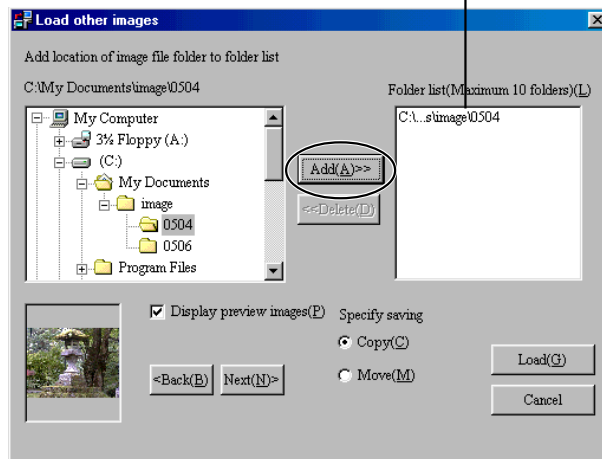 Load other images
Add location of image file folder to folder list
C:\My Documents\image\0504
Folder list(Maximum 10 folders)(L)
My Computer
3½ Floppy (A:)
(C:)
My Documents
image
0504
0506
Program Files
Add(A)>>
<<Delete(D)
C:\...s\image\0504
Display preview images(P)
<Back(B)
Next(N)>
Specify saving
Copy(C)
Move(M)
Load(G)
Cancel